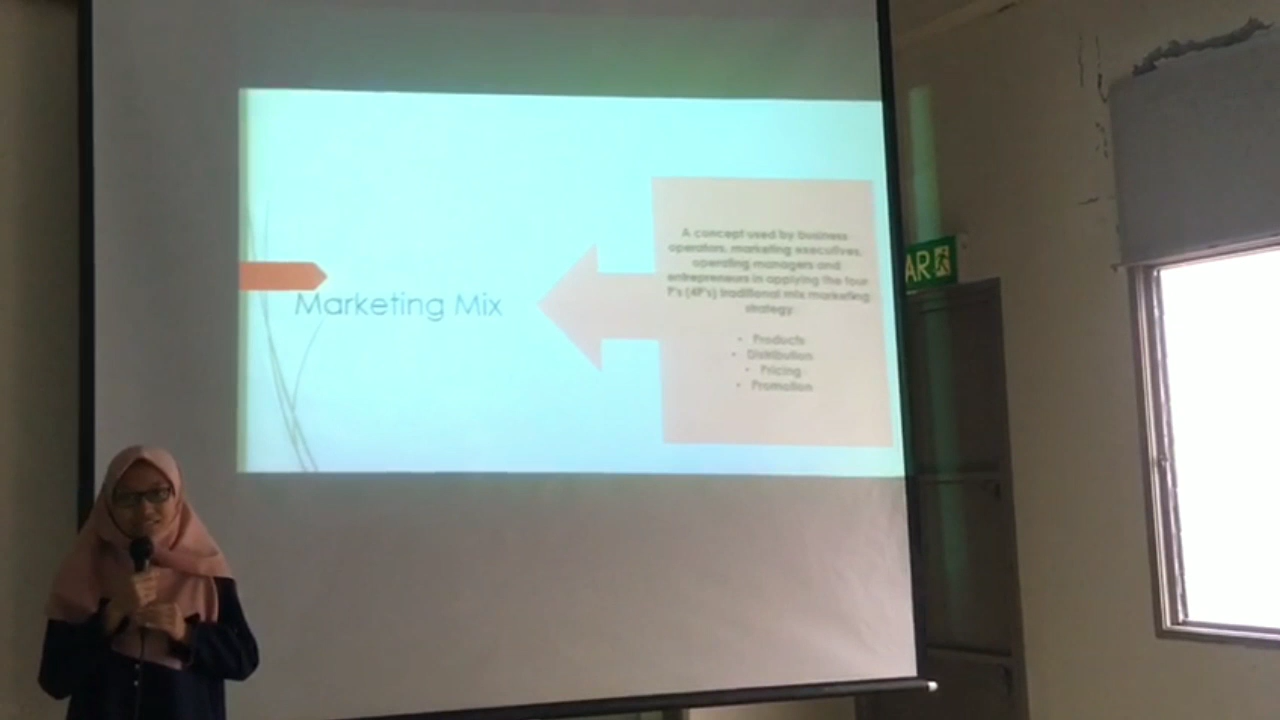 Marketing Mix
A concept used by business
operators, marketing executives,
operating managers and
entrepreneurs in applying the four
P's (4P's) traditional mix marketing
strategy.
• Products
• Distribution
• Pricing
• Promotion
AR